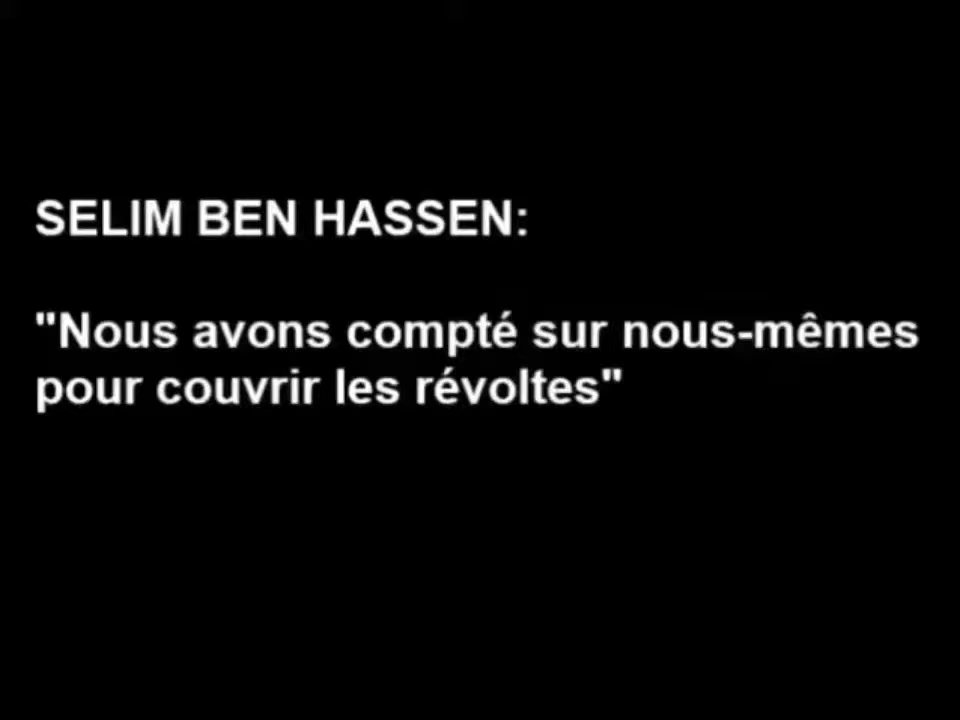 SELIM BEN HASSEN:
"Nous avons compté sur nous-mêmes
pour couvrir les révoltes"